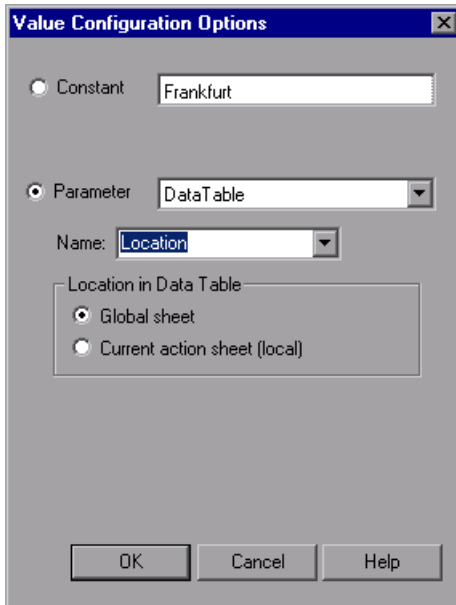 Value Configuration Options
Constant Frankfurt
Parameter DataTable
Name: Location
Location in Data Table
Global sheet
Current action sheet (local)
OK Cancel Help